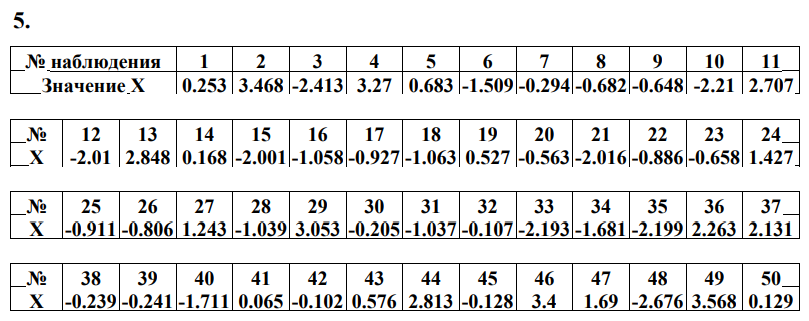 5.
№ наблюдения 1 2 3 4 5 6 7 8 9 10 11
Значение X 0.253 3.468 -2.413 3.27 0.683 -1.509 -0.294 -0.682 -0.648 -2.21 2.707
№ 12 13 14 15 16 17 18 19 20 21 22 23 24
X -2.01 2.848 0.168 -2.001 -1.058 -0.927 -1.063 0.527 -0.563 -2.016 -0.886 -0.658 1.427
№ 25 26 27 28 29 30 31 32 33 34 35 36 37
X -0.911 -0.806 1.243 -1.039 3.053 -0.205 -1.037 -0.107 -2.193 -1.681 -2.199 2.263 2.131
№ 38 39 40 41 42 43 44 45 46 47 48 49 50
X -0.239 -0.241 -1.711 0.065 -0.102 0.576 2.813 -0.128 3.4 1.69 -2.676 3.568 0.129